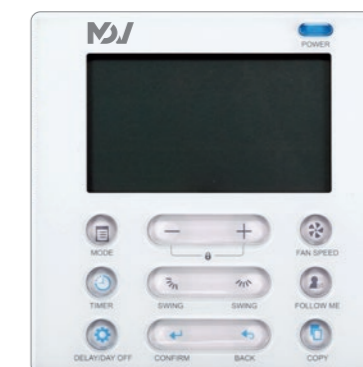 MDV
POWER
MODE
FAN SPEED
TIMER
SWING SWING
FOLLOW ME
DELAY/DAY OFF
CONFIRM BACK
COPY